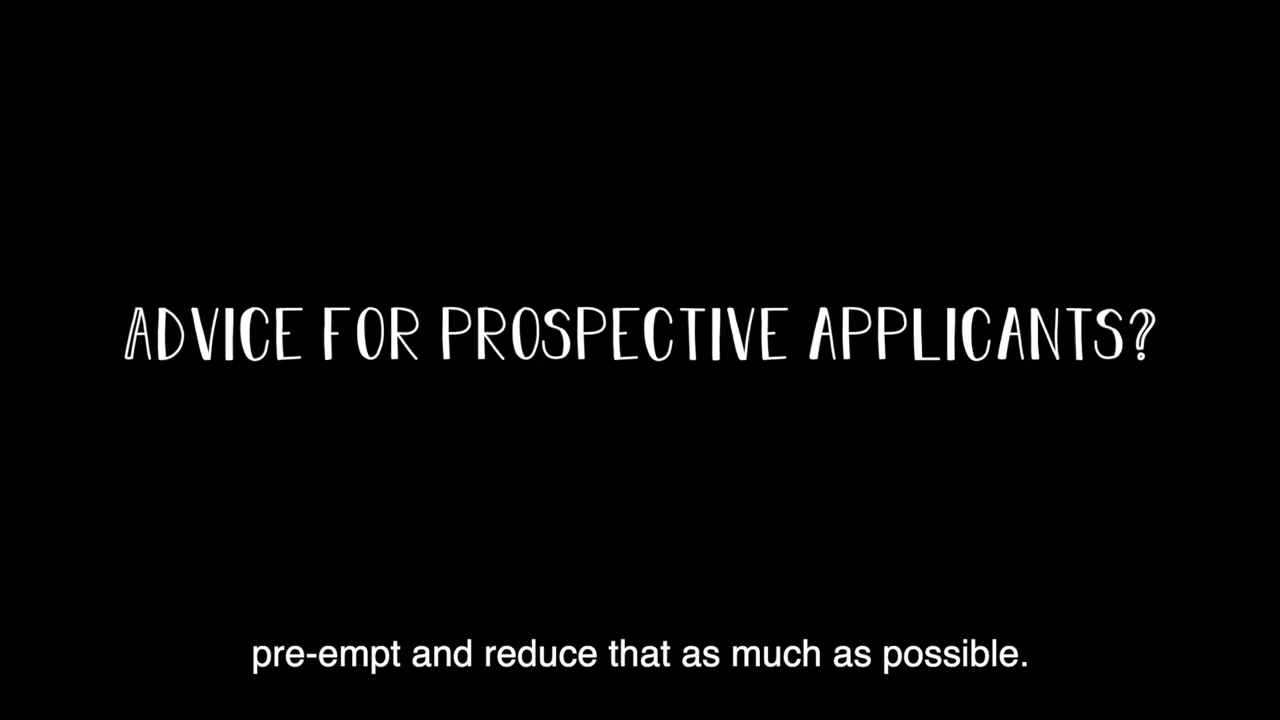 ADVICE FOR PROSPECTIVE APPLICANTS?
pre-empt and reduce that as much as possible.